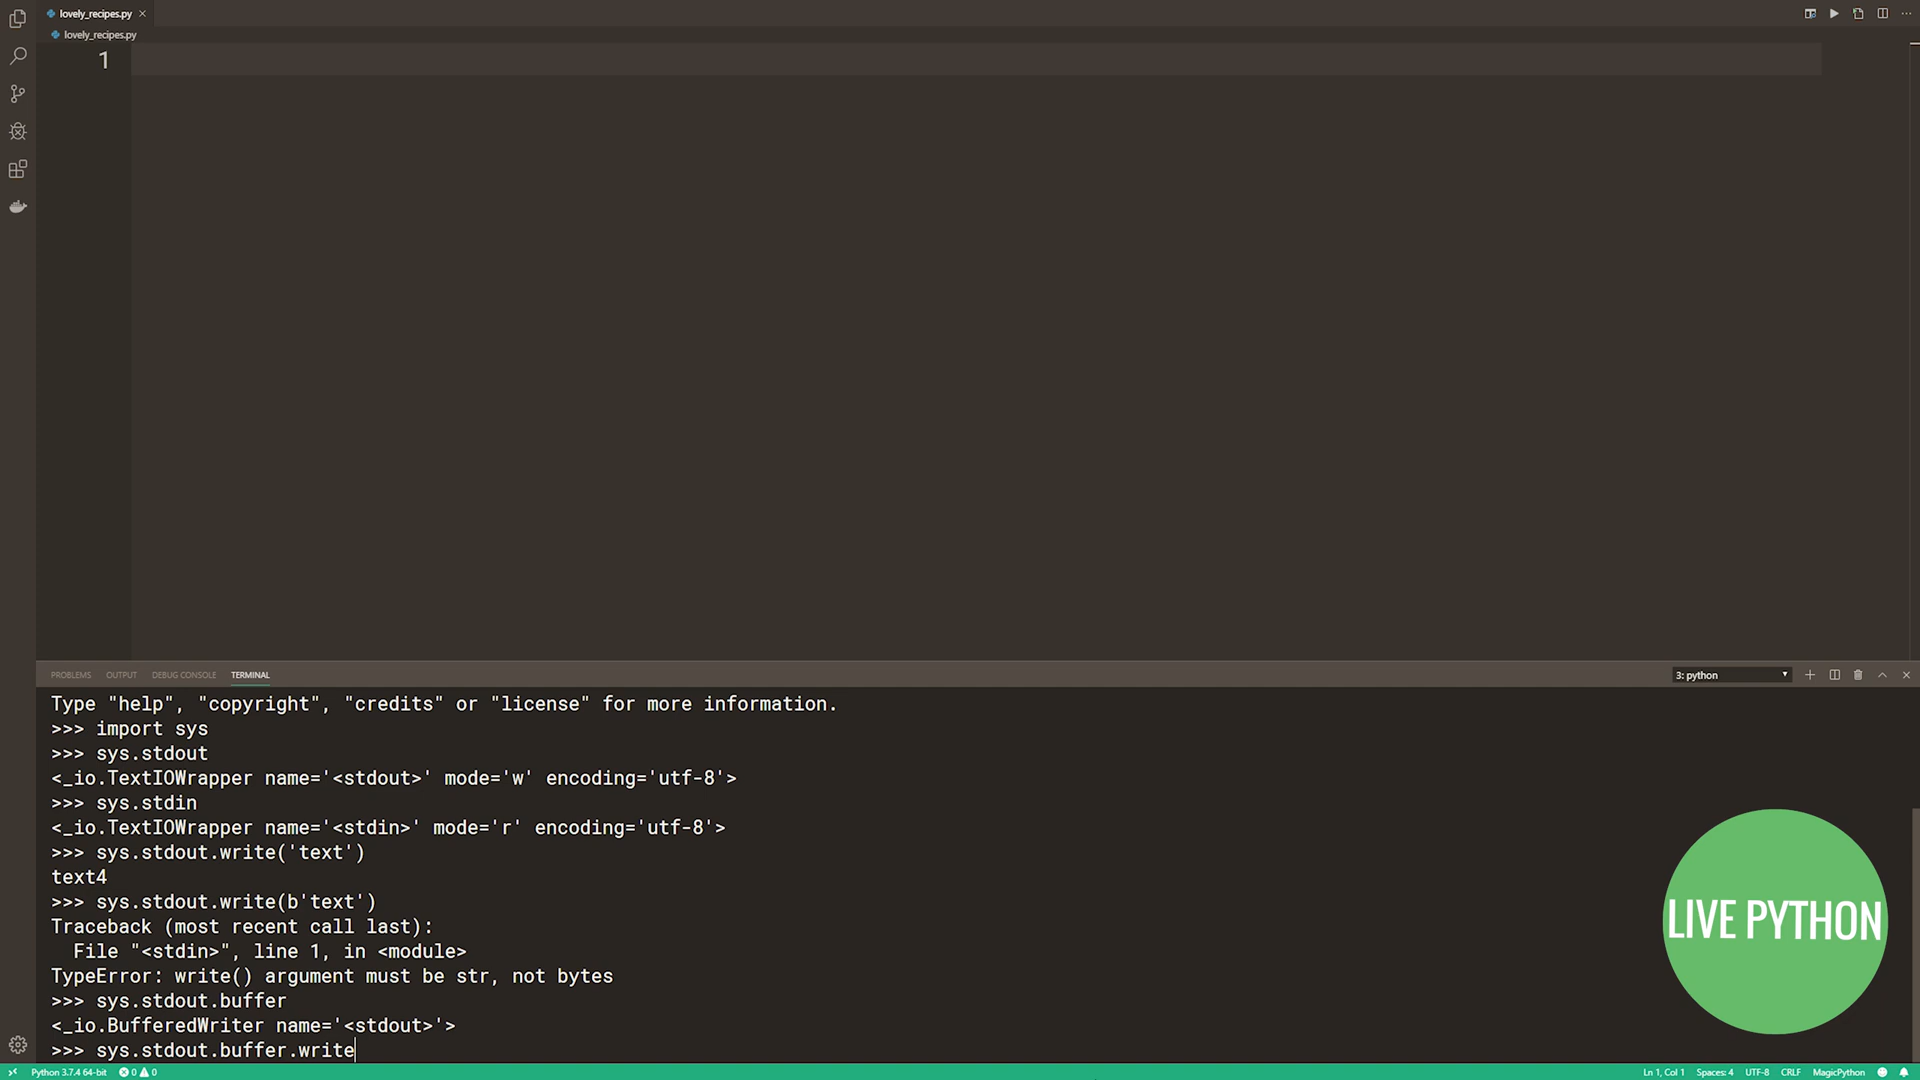 lovely_recipes.py
lovely_recipes.py
1
PROBLEMS OUTPUT DEBUG CONSOLE TERMINAL 3: python
Type "help", "copyright", "credits" or "license" for more information.
>>> import sys
>>> sys.stdout
<_io.TextIOWrapper name='<stdout>' mode='w' encoding='utf-8'>
>>> sys.stdin
<_io.TextIOWrapper name='<stdin>' mode='r' encoding='utf-8'>
>>> sys.stdout.write('text')
text4
>>> sys.stdout.write(b'text')
Traceback (most recent call last):
  File "<stdin>", line 1, in <module>
TypeError: write() argument must be str, not bytes
>>> sys.stdout.buffer
<_io.BufferedWriter name='<stdout>'>
>>> sys.stdout.buffer.write
LIVE PYTHON
Python 3.7.4 64-bit 0 0 Ln 1, Col 1 Spaces: 4 UTF-8 CRLF MagicPython